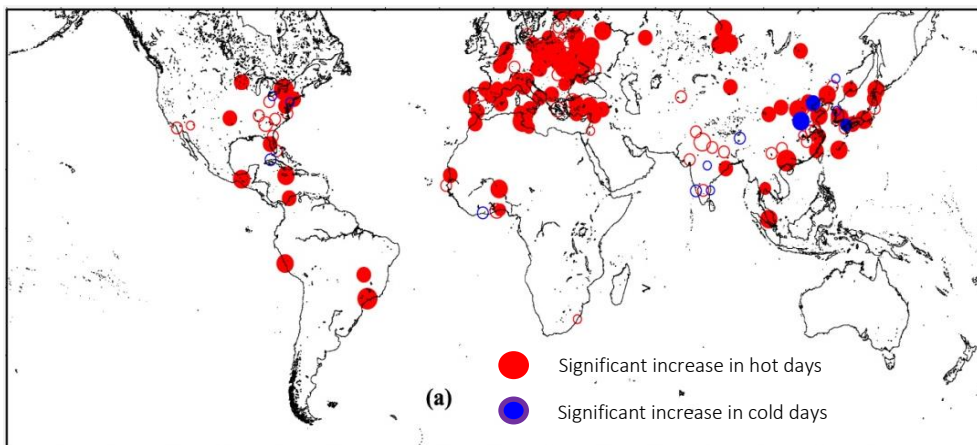 (a)
Significant increase in hot days
Significant increase in cold days